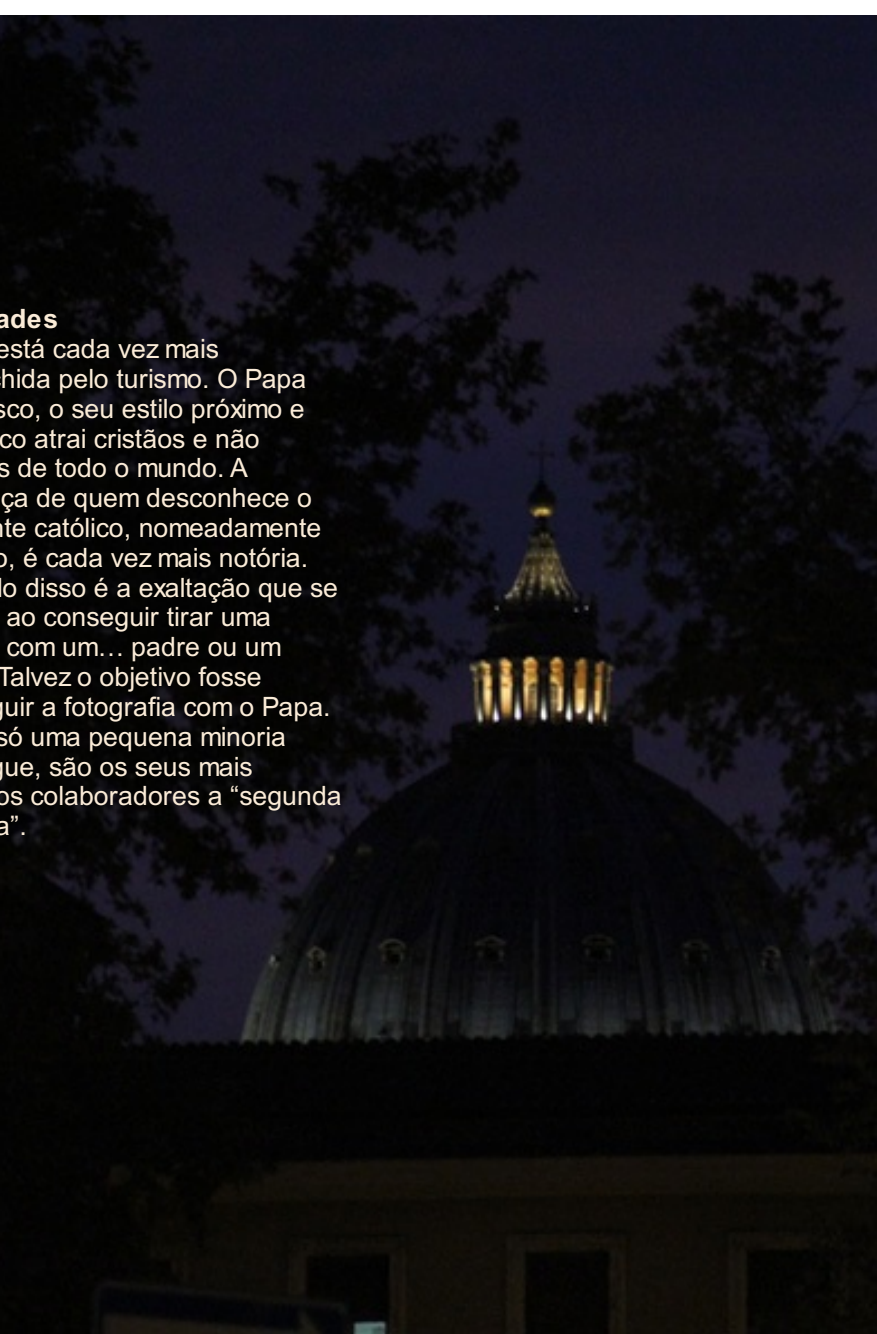 ades
está cada vez mais
chida pelo turismo. O Papa
sco, o seu estilo próximo e
co atrai cristãos e não
s de todo o mundo. A
ça de quem desconhece o
nte católico, nomeadamente
o, é cada vez mais notória.
lo disso é a exaltação que se
ao conseguir tirar uma
com um… padre ou um
Talvez o objetivo fosse
guir a fotografia com o Papa.
só uma pequena minoria
gue, são os seus mais
os colaboradores a “segunda
a”.